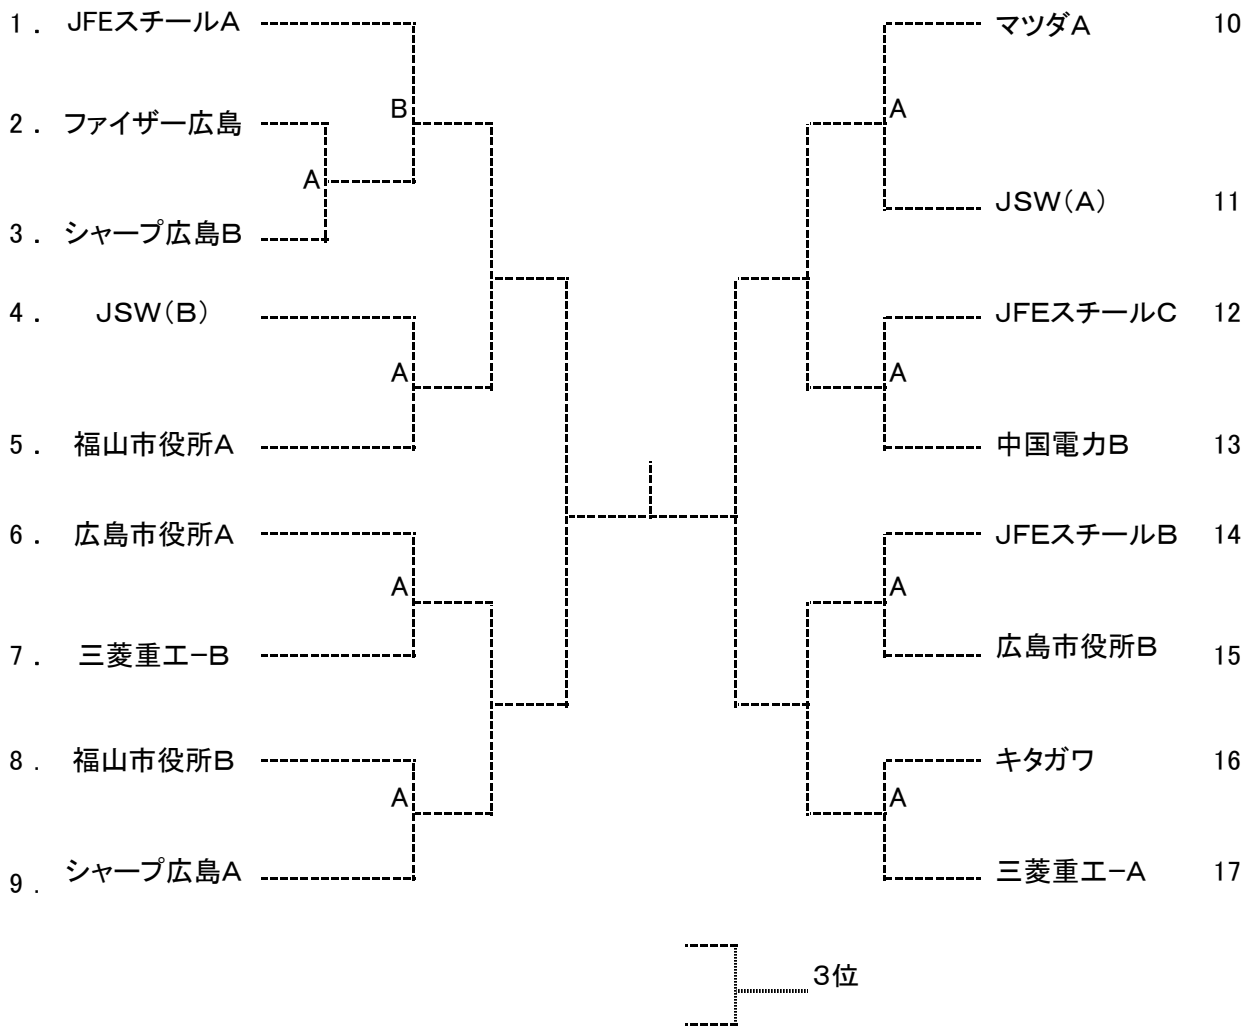 1． JFEスチールA
B
2． ファイザー広島
A
3． シャープ広島B
4． JSW（B）
A
5． 福山市役所A
6． 広島市役所A
A
7． 三菱重工−B
8． 福山市役所B
A
9． シャープ広島A
マツダA 10
A
JSW（A） 11
JFEスチールC 12
A
中国電力B 13
JFEスチールB 14
A
広島市役所B 15
キタガワ 16
A
三菱重工−A 17
3位